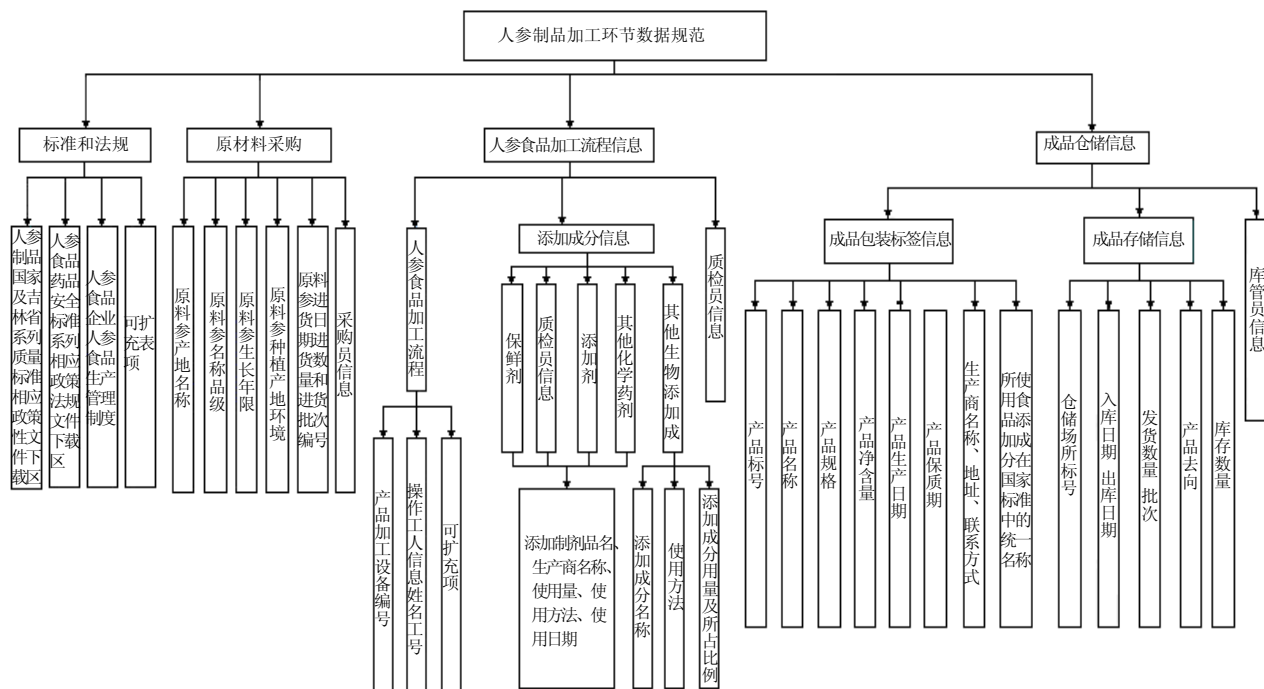 人参制品加工环节数据规范
标准和法规
原材料采购
人参食品加工流程信息
成品仓储信息
人参制品国家及吉林省系列质量标准相应政策性文件下载区
人参食品药品安全标准系列相应政策法规文件下载区
人参食品企业人参食品生产管理制度
可扩充表项
原料参产地名称
原料参名称品级
原料参生长年限
原料参种植产地环境
原料参进货日期进货数量和进货批次编号
采购员信息
人参食品加工流程
添加成分信息
质检员信息
成品包装标签信息
成品存储信息
库管员信息
保鲜剂
质检员信息
添加剂
其他化学药剂
其他生物添加成
产品加工设备编号
操作工人信息姓名工号
可扩充项
添加制剂品名、
生产商名称、
使用量、使
用方法、使
用日期
添加成分名称
使用方法
添加成分用量及所占比例
产品标号
产品名称
产品规格
产品净含量
产品生产日期
产品保质期
生产商名称、地址、联系方式
所使用食品添加成分在国家标准中的统一名称
仓储场所标号
入库日期 出库日期
发货数量 批次
产品去向
库存数量